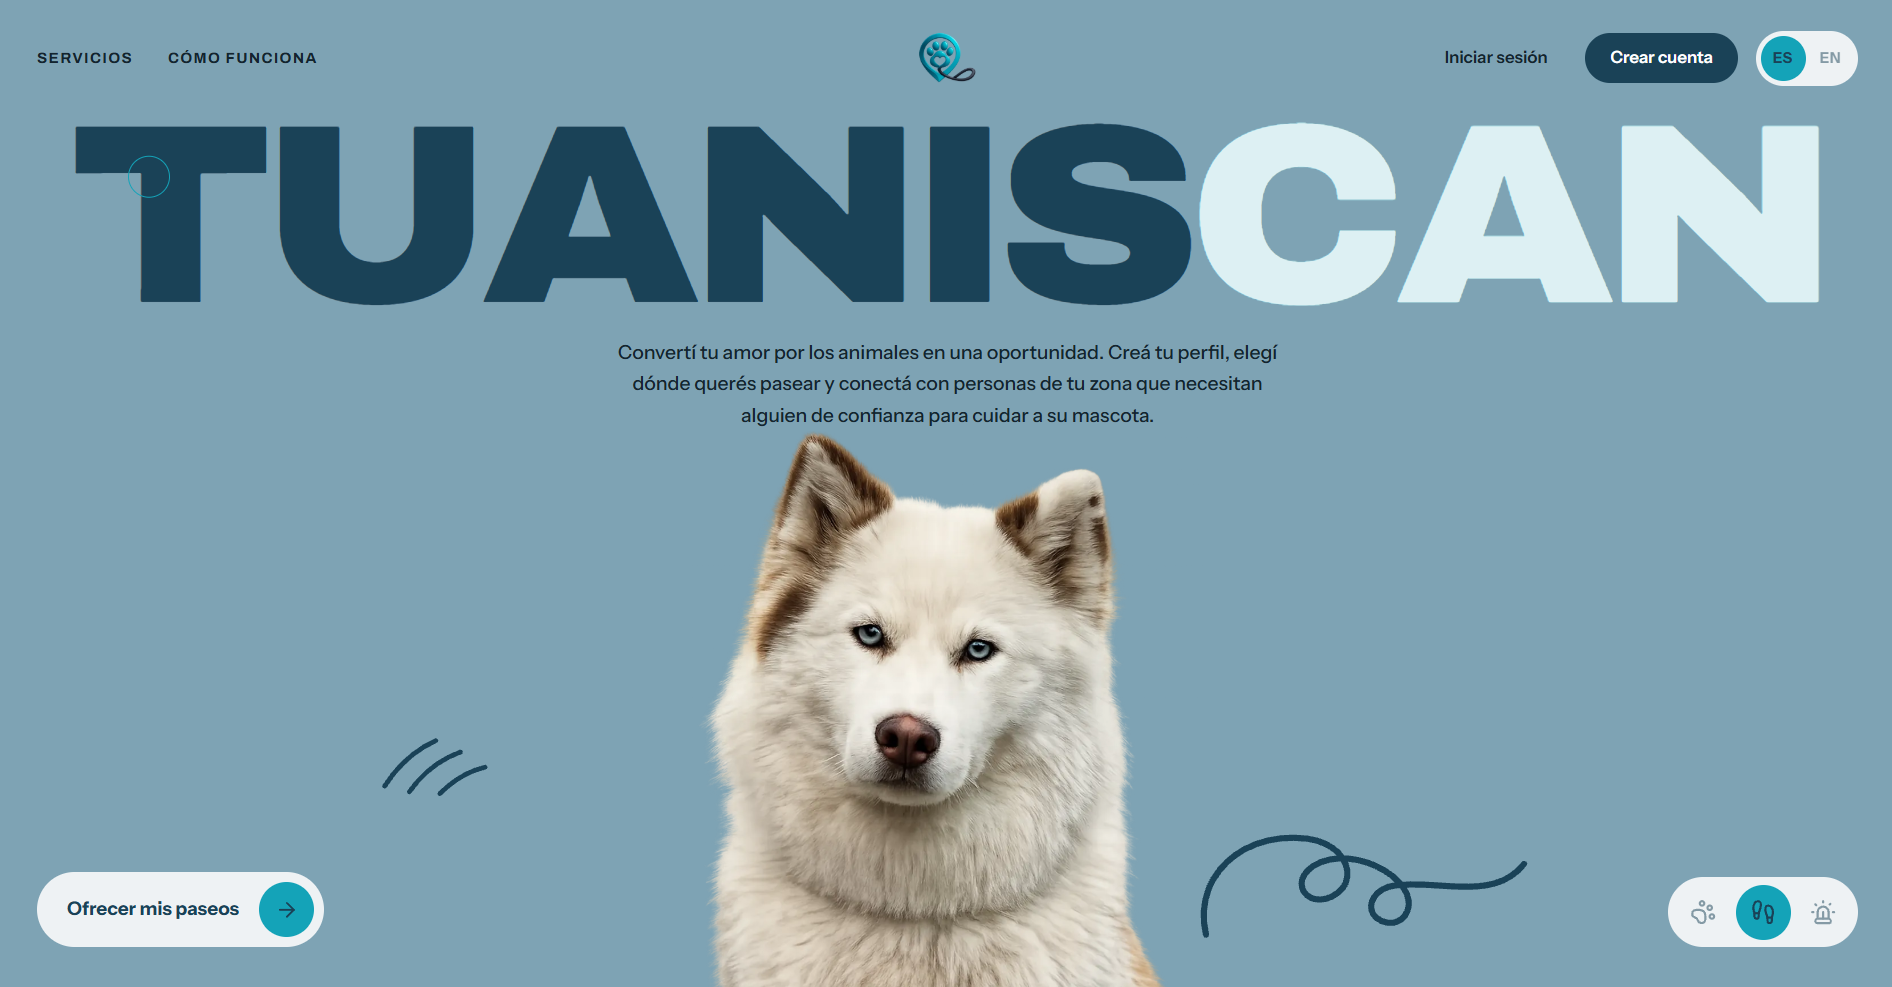 SERVICIOS
CÓMO FUNCIONA
Iniciar sesión
Crear cuenta
ES
EN
TUANISCAN
Convertí tu amor por los animales en una oportunidad. Creá tu perfil, elegí
dónde querés pasear y conectá con personas de tu zona que necesitan
alguien de confianza para cuidar a su mascota.
Ofrecer mis paseos